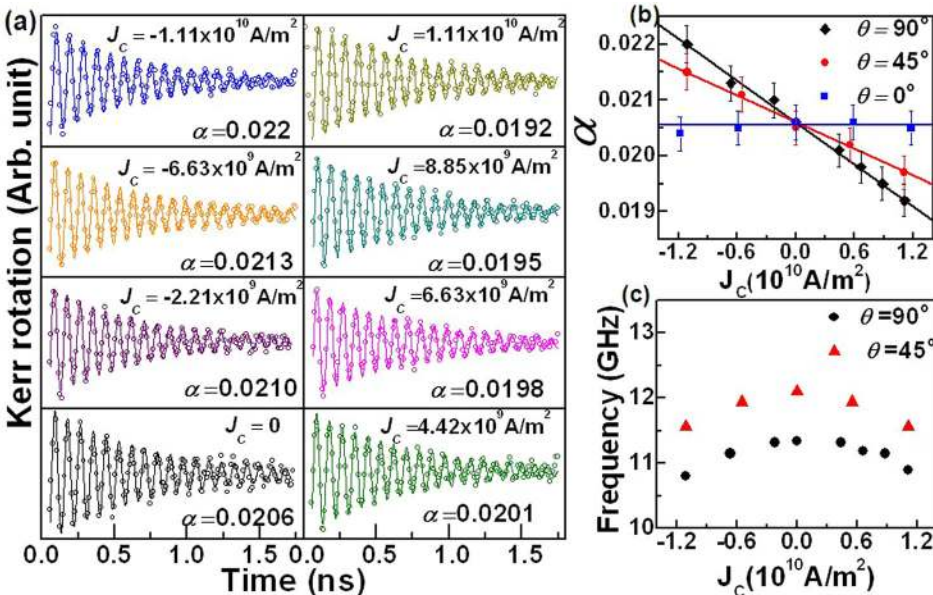 (a)
Kerr rotation (Arb. unit)
J_C = -1.11x10^10 A/m^2
α=0.022
1.11x10^10 A/m^2
α=0.0192
J_C = -6.63x10^9 A/m^2
α=0.0213
J_C = 8.85x10^9 A/m^2
α=0.0195
J_C = -2.21x10^9 A/m^2
α=0.0210
J_C = 6.63x10^9 A/m^2
α=0.0198
J_C = 0
α=0.0206
J_C = 4.42x10^9 A/m^2
α=0.0201
0.0 0.5 1.0 1.5 0.0 0.5 1.0 1.5
Time (ns)
(b)
θ = 90°
θ = 45°
θ = 0°
α
0.022
0.021
0.020
0.019
-1.2 -0.6 0.0 0.6 1.2
J_C(10^10 A/m^2)
(c)
θ =90°
θ =45°
Frequency (GHz)
13
12
11
10
-1.2 -0.6 0.0 0.6 1.2
J_C(10^10 A/m^2)